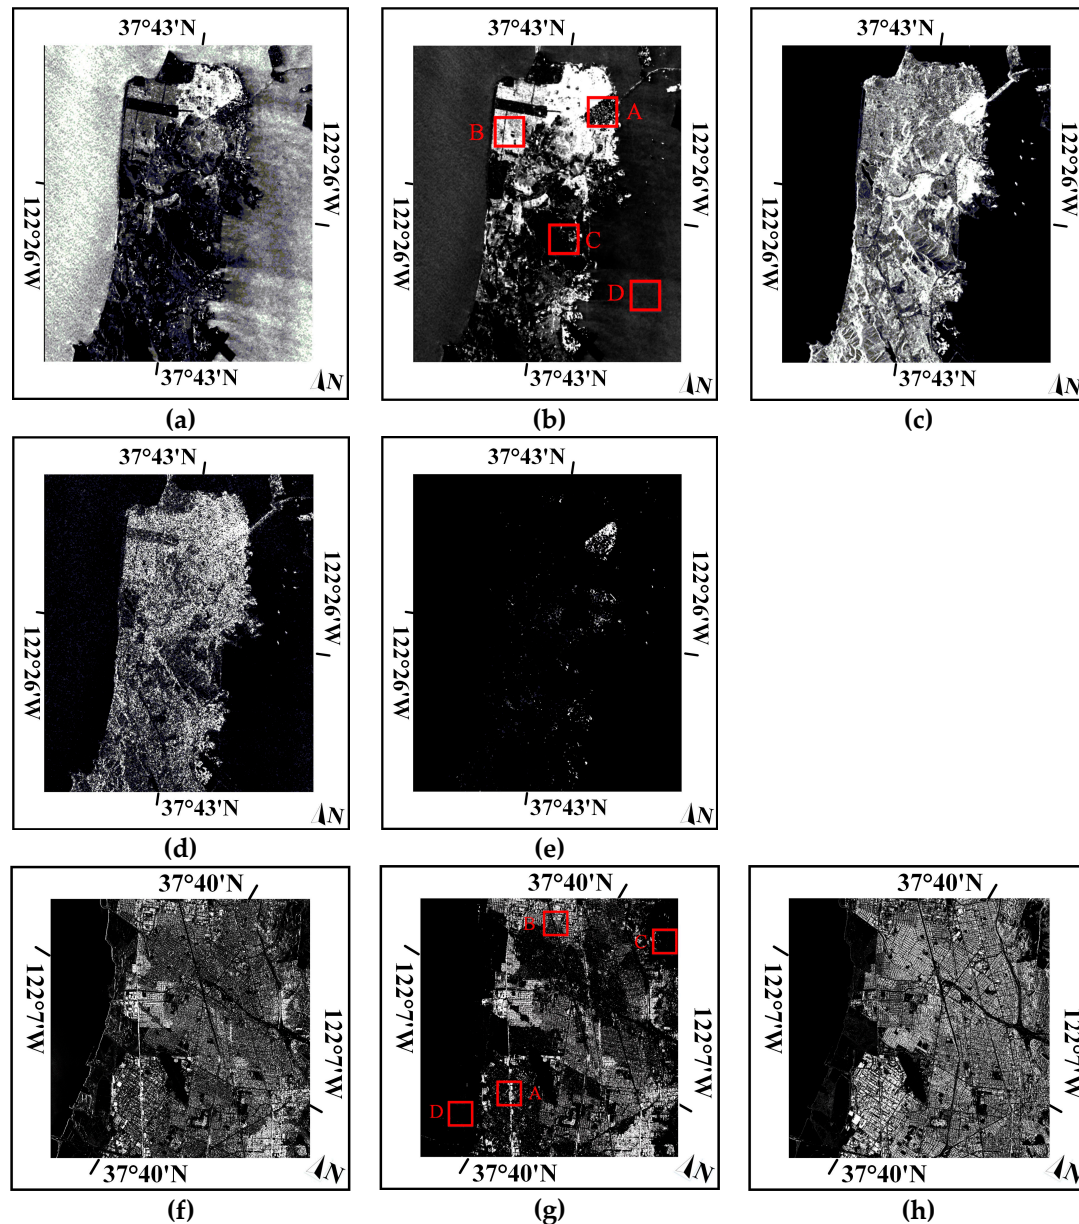 37°43'N 37°43'N 37°43'N
122°26'W 122°26'W 122°26'W 122°26'W 122°26'W 122°26'W
A
B
C
D
37°43'N 37°43'N 37°43'N
N N N
(a) (b) (c)
37°43'N 37°43'N
122°26'W 122°26'W 122°26'W 122°26'W
37°43'N 37°43'N
N N
(d) (e)
37°40'N 37°40'N 37°40'N
B
C
122°7'W 122°7'W 122°7'W 122°7'W 122°7'W 122°7'W
A
D
37°40'N 37°40'N 37°40'N
N N N
(f) (g) (h)